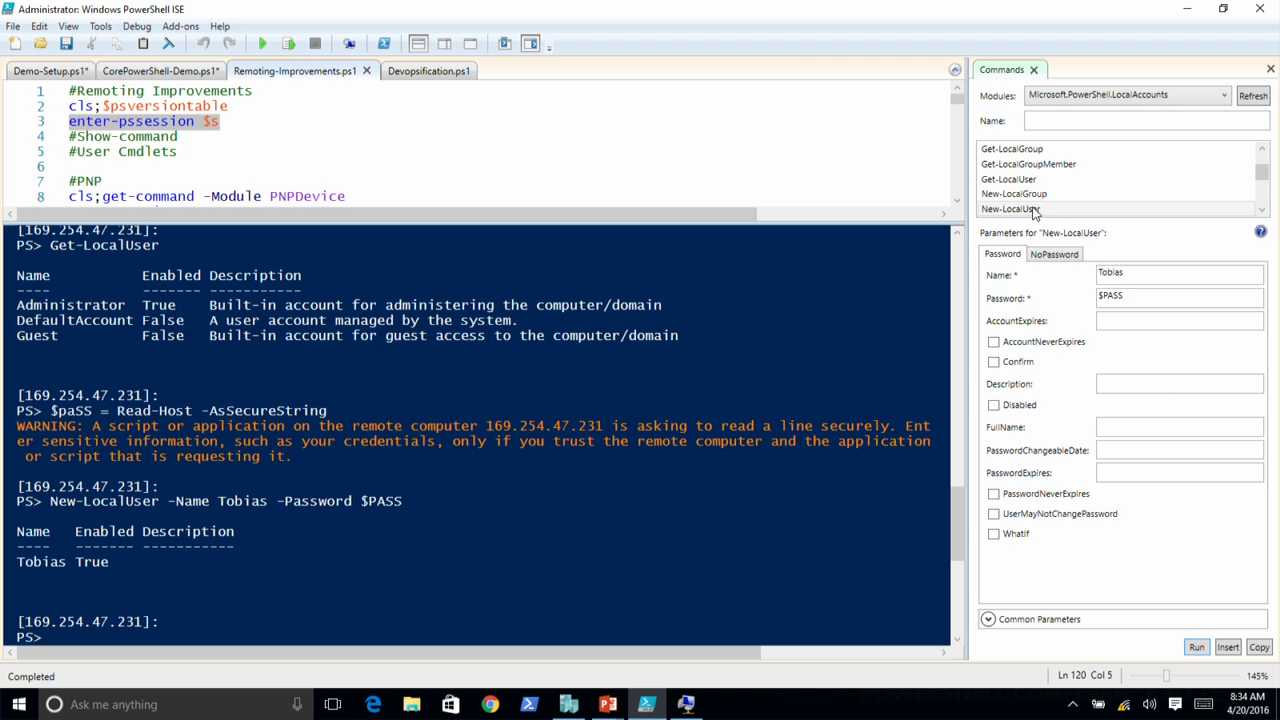 Administrator: Windows PowerShell ISE
File Edit View Tools Debug Add-ons Help
Demo-Setup.ps1* CorePowerShell-Demo.ps1* Remoting-Improvements.ps1 Devopsification.ps1
1 #Remoting Improvements
2 cls;$psversiontable
3 enter-pssession $s
4 #Show-command
5 #User Cmdlets
6
7 #PNP
8 cls;get-command -Module PNPDevice
[169.254.47.231]:
PS> Get-LocalUser
Name Enabled Description
---- ------- -----------
Administrator True Built-in account for administering the computer/domain
DefaultAccount False A user account managed by the system.
Guest False Built-in account for guest access to the computer/domain
[169.254.47.231]:
PS> $paSS = Read-Host -AsSecureString
WARNING: A script or application on the remote computer 169.254.47.231 is asking to read a line securely. Ent
er sensitive information, such as your credentials, only if you trust the remote computer and the application
or script that is requesting it.
[169.254.47.231]:
PS> New-LocalUser -Name Tobias -Password $PASS
Name Enabled Description
---- ------- -----------
Tobias True
[169.254.47.231]:
PS>
Completed
Ln 120 Col 5
145%
Commands
Modules: Microsoft.PowerShell.LocalAccounts Refresh
Name:
Get-LocalGroup
Get-LocalGroupMember
Get-LocalUser
New-LocalGroup
New-LocalUser
Parameters for "New-LocalUser":
Password NoPassword
Name: * Tobias
Password: * $PASS
AccountExpires:
AccountNeverExpires
Confirm
Description:
Disabled
FullName:
PasswordChangeableDate:
PasswordExpires:
PasswordNeverExpires
UserMayNotChangePassword
WhatIf
Common Parameters
Run Insert Copy
Ask me anything
8:34 AM
4/20/2016